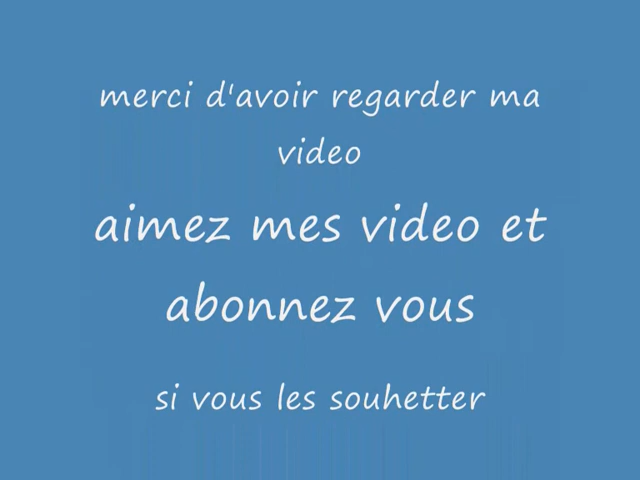 merci d'avoir regarder ma
video
aimez mes video et
abonnez vous
si vous les souhetter